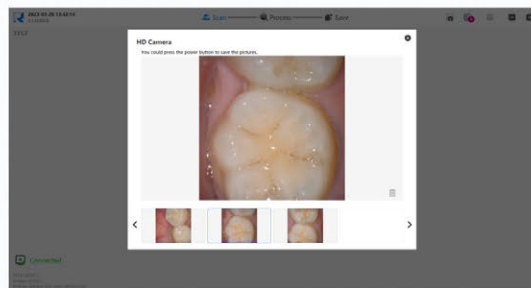 Scan
Process
Save
TEST
HD Camera
You could press the power button to save the pictures.
Connected